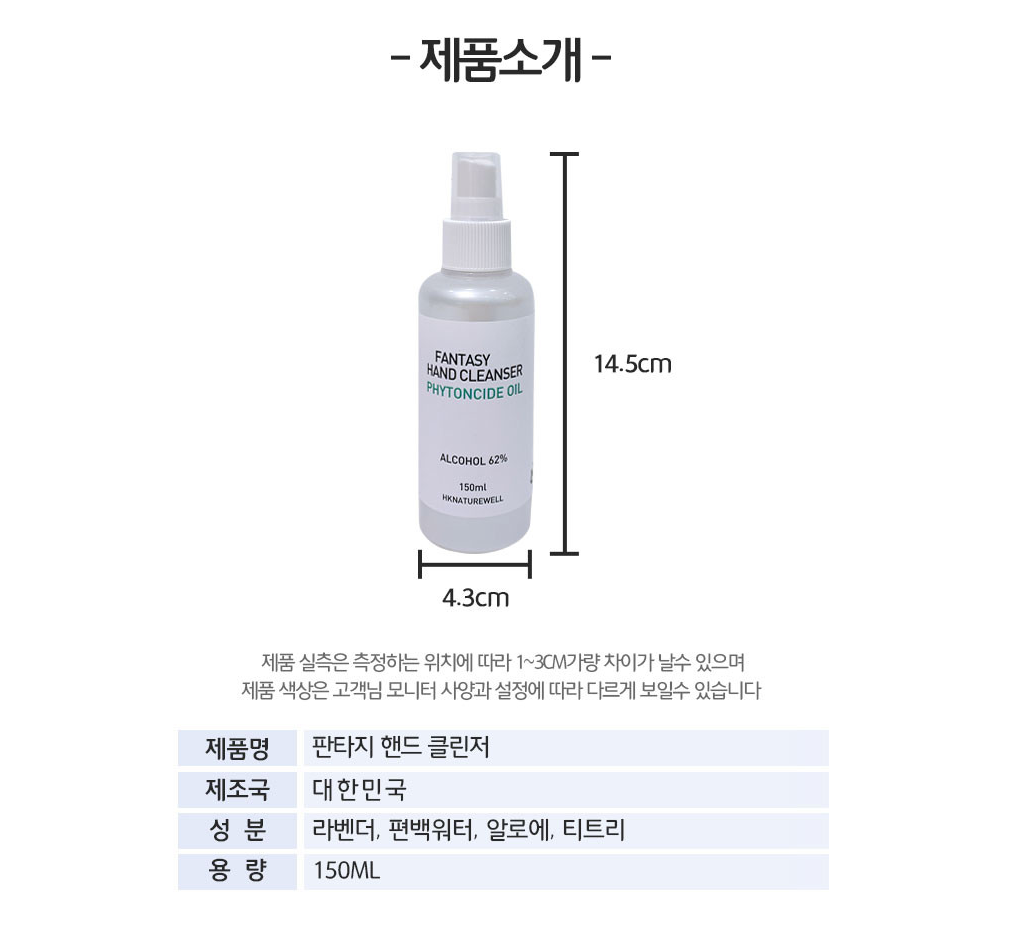 - 제품소개 -
FANTASY
HAND CLEANSER
PHYTONCIDE OIL
ALCOHOL 62%
150ml
HKNATUREWELL
14.5cm
4.3cm
제품 실측은 측정하는 위치에 따라 1~3CM가량 차이가 날수 있으며
제품 색상은 고객님 모니터 사양과 설정에 따라 다르게 보일수 있습니다
제품명 판타지 핸드 클린저
제조국 대한민국
성 분 라벤더, 편백워터, 알로에, 티트리
용 량 150ML